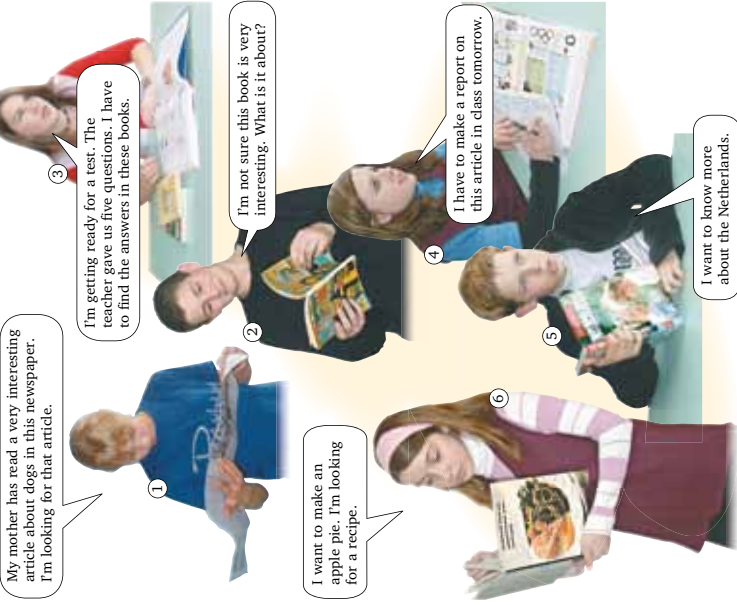 My mother has read a very interesting
article about dogs in this newspaper.
I'm looking for that article.
1
I'm not sure this book is very
interesting. What is it about?
2
I'm getting ready for a test. The
teacher gave us five questions. I have
to find the answers in these books.
3
I have to make a report on
this article in class tomorrow.
4
I want to know more
about the Netherlands.
5
I want to make an
apple pie. I'm looking
for a recipe.
6